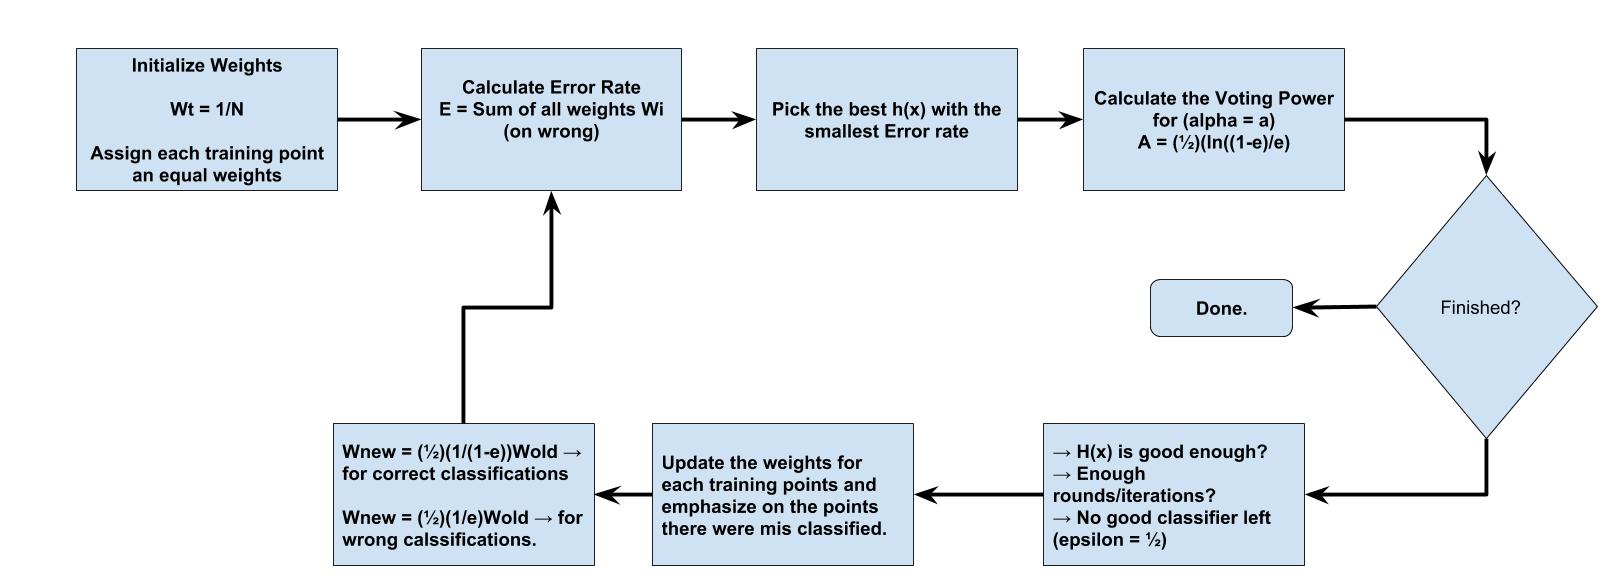 Initialize Weights
Wt = 1/N
Assign each training point
an equal weights
Calculate Error Rate
E = Sum of all weights Wi
(on wrong)
Pick the best h(x) with the
smallest Error rate
Calculate the Voting Power
for (alpha = a)
A = (½)(ln((1-e)/e)
Finished?
Done.
→ H(x) is good enough?
→ Enough
rounds/iterations?
→ No good classifier left
(epsilon = ½)
Update the weights for
each training points and
emphasize on the points
there were mis classified.
Wnew = (½)(1/(1-e))Wold →
for correct classifications
Wnew = (½)(1/e)Wold → for
wrong calssifications.